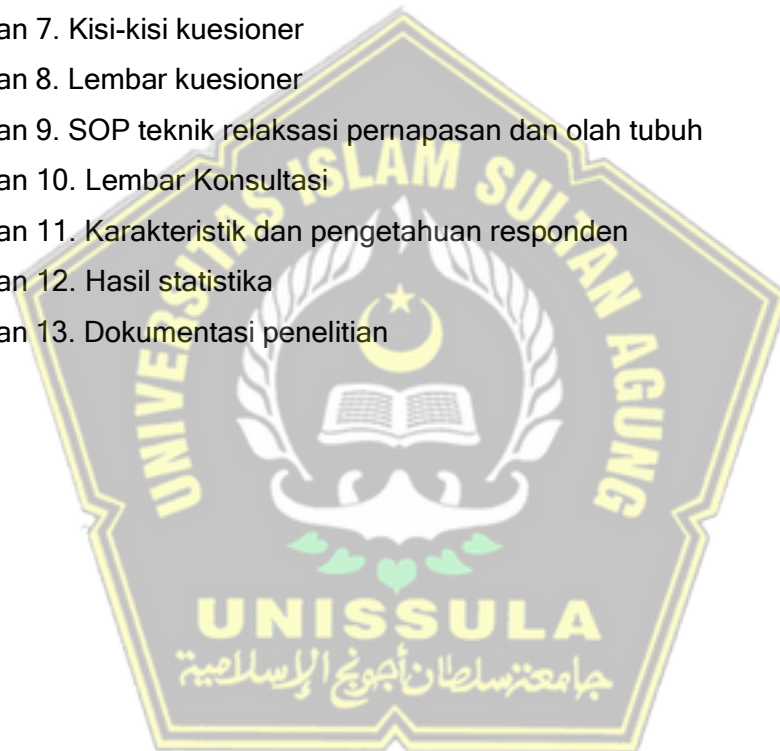 an 7. Kisi-kisi kuesioner
an 8. Lembar kuesioner
an 9. SOP teknik relaksasi pernapasan dan olah tubuh
an 10. Lembar Konsultasi
an 11. Karakteristik dan pengetahuan responden
an 12. Hasil statistika
an 13. Dokumentasi penelitian
UNIVERSITAS ISLAM SULTAN AGUNG
UNISSULA
جامعة سلطان أجونج الإسلامية